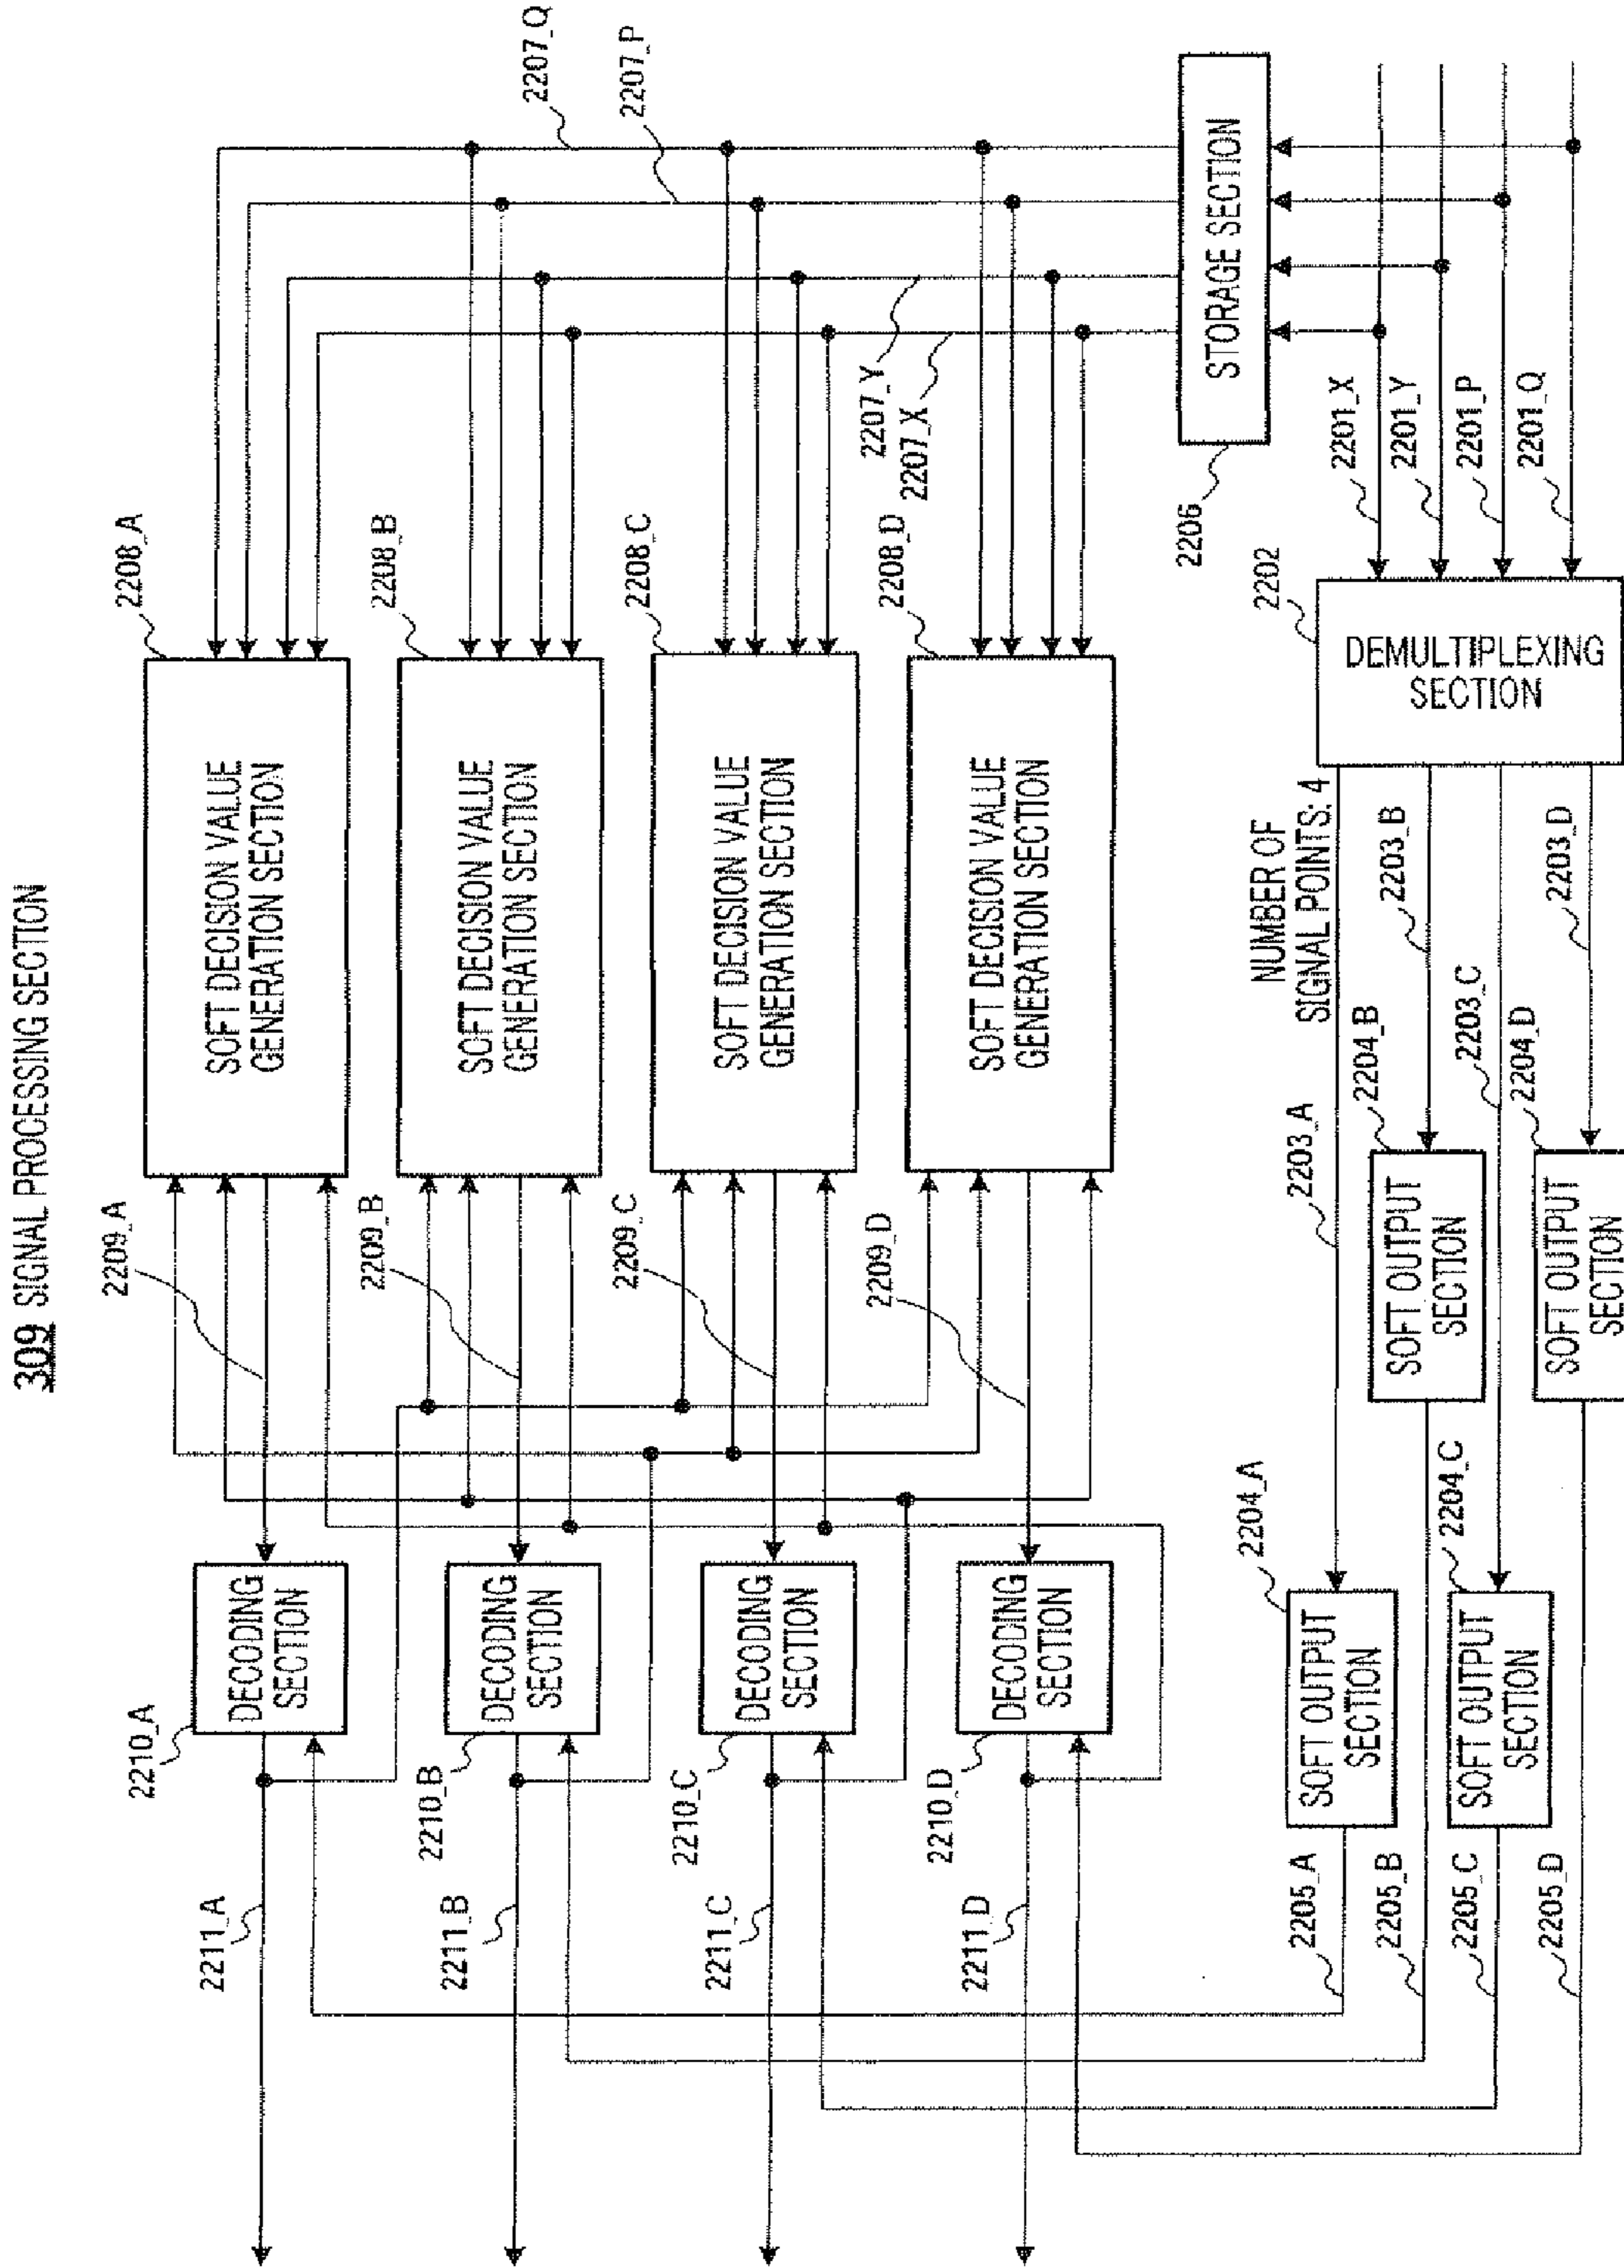 309 SIGNAL PROCESSING SECTION
2207_Q
2207_P
2208_A
SOFT DECISION VALUE
GENERATION SECTION
2209_A
2210_A
DECODING
SECTION
2211_A
2208_B
SOFT DECISION VALUE
GENERATION SECTION
2209_B
2210_B
DECODING
SECTION
2211_B
2208_C
SOFT DECISION VALUE
GENERATION SECTION
2209_C
2210_C
DECODING
SECTION
2211_C
2207_Y
2207_X
2208_D
SOFT DECISION VALUE
GENERATION SECTION
2209_D
2210_D
DECODING
SECTION
2211_D
STORAGE SECTION
2206
2201_X
2201_Y
2201_P
2201_Q
2202
DEMULTIPLEXING
SECTION
NUMBER OF
SIGNAL POINTS: 4
2203_A
2203_B
2203_C
2203_D
2204_A
SOFT OUTPUT
SECTION
2204_B
SOFT OUTPUT
SECTION
2204_C
SOFT OUTPUT
SECTION
2204_D
SOFT OUTPUT
SECTION
2205_A
2205_B
2205_C
2205_D